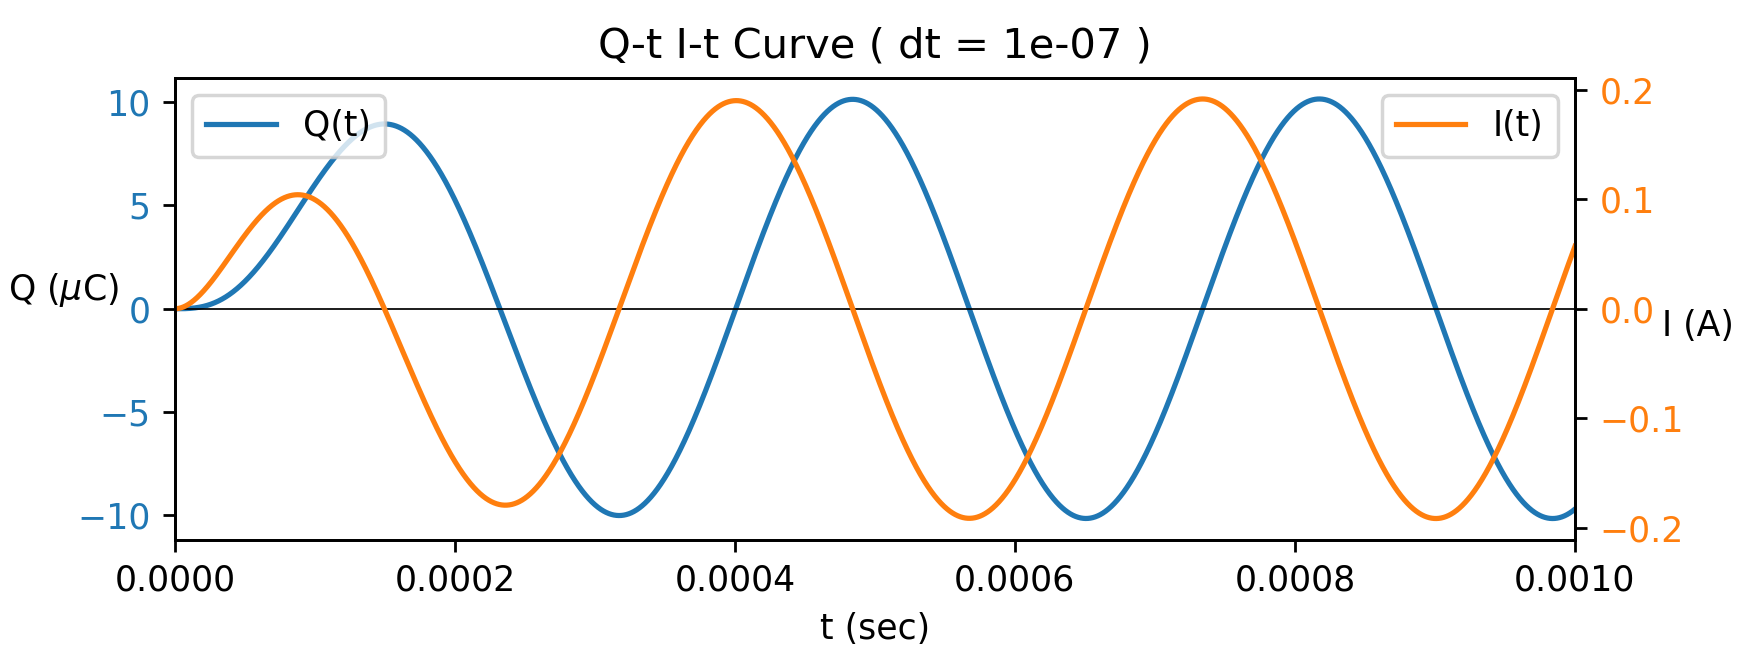 Q-t I-t Curve ( dt = 1e-07 )
Q(t)
I(t)
10
5
0
−5
−10
Q (μC)
0.2
0.1
0.0
−0.1
−0.2
I (A)
0.0000 0.0002 0.0004 0.0006 0.0008 0.0010
t (sec)